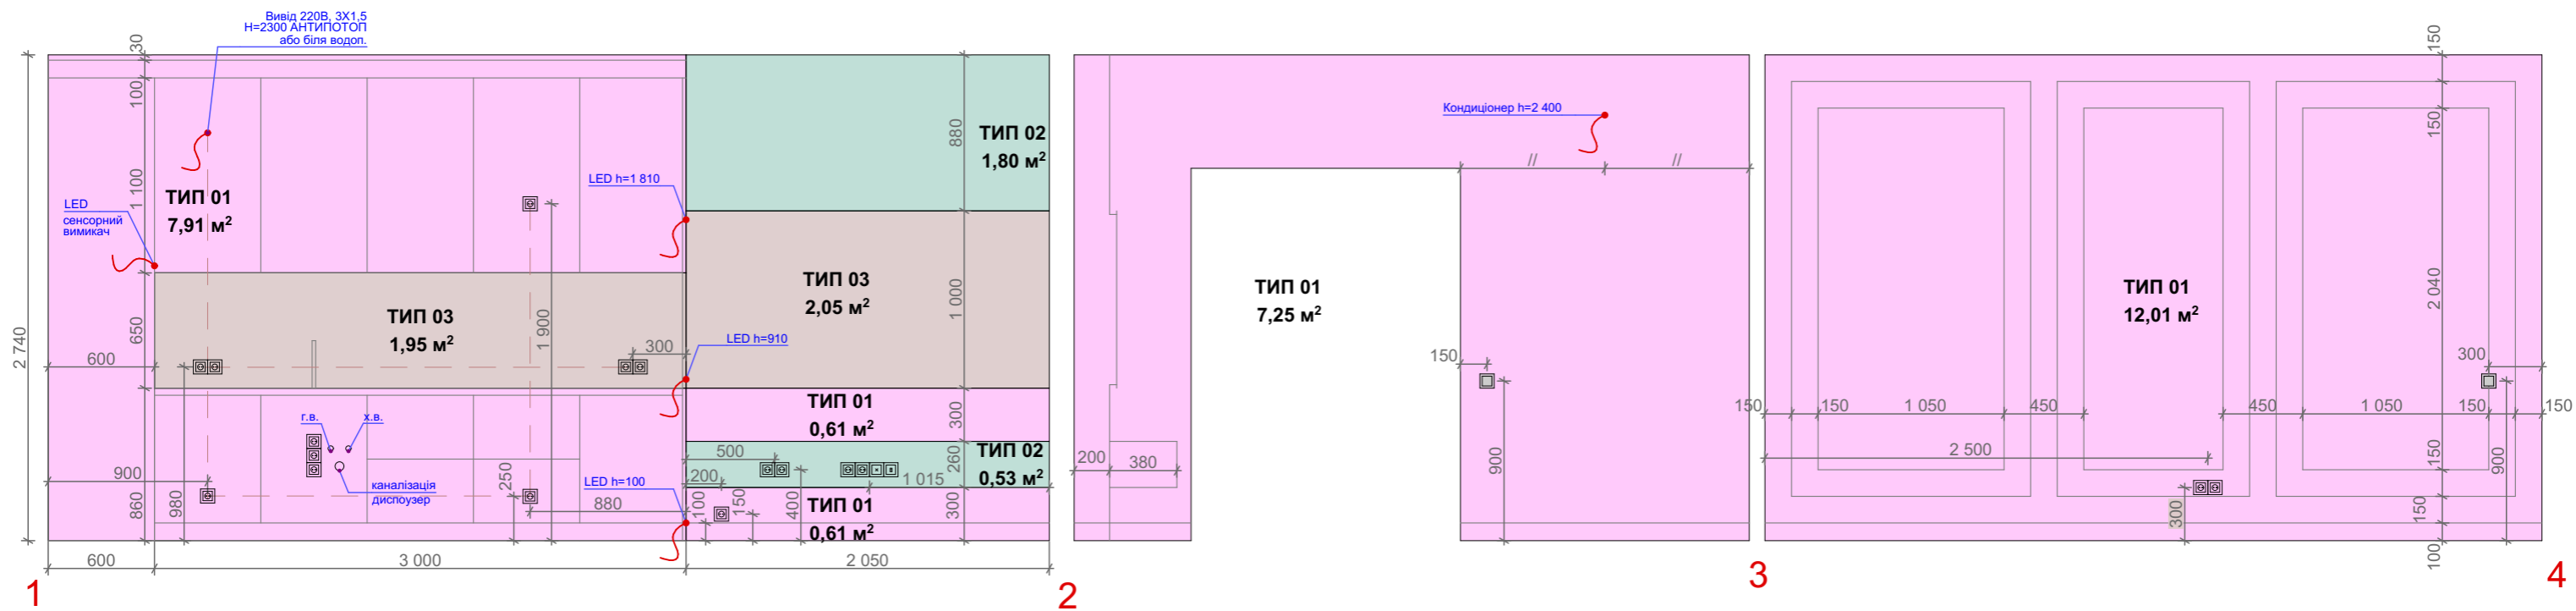 Вивід 220В, 3Х1,5
Н=2300 АНТИПОТОП
або біля водоп.
30
100
1 100
650
860
2 740
LED
сенсорний
вимикач
ТИП 01
7,91 м²
600
900
980
ТИП 03
1,95 м²
1 900
300
г.в.
х.в.
каналізація
диспоузер
250
880
LED h=1 810
LED h=910
LED h=100
880
ТИП 02
1,80 м²
ТИП 03
2,05 м²
1 000
ТИП 01
0,61 м²
300
500
200
260
ТИП 02
0,53 м²
1 015
100
150
400
300
ТИП 01
0,61 м²
600
3 000
2 050
1
2
Кондиціонер h=2 400
//
//
ТИП 01
7,25 м²
150
900
200
380
3
150
150
2 040
ТИП 01
12,01 м²
300
150
150
1 050
450
450
1 050
150
150
2 500
150
900
300
150
100
4